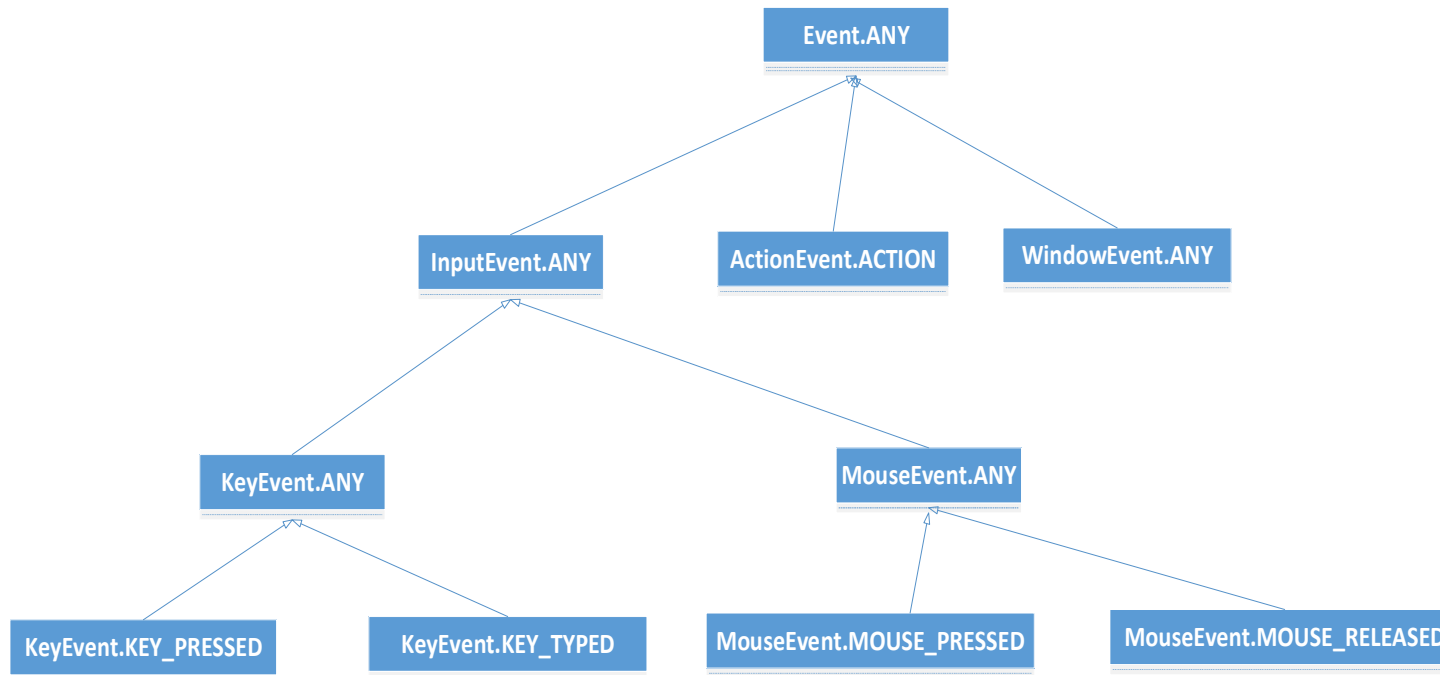 Event.ANY
InputEvent.ANY
ActionEvent.ACTION
WindowEvent.ANY
KeyEvent.ANY
MouseEvent.ANY
KeyEvent.KEY_PRESSED
KeyEvent.KEY_TYPED
MouseEvent.MOUSE_PRESSED
MouseEvent.MOUSE_RELEASED